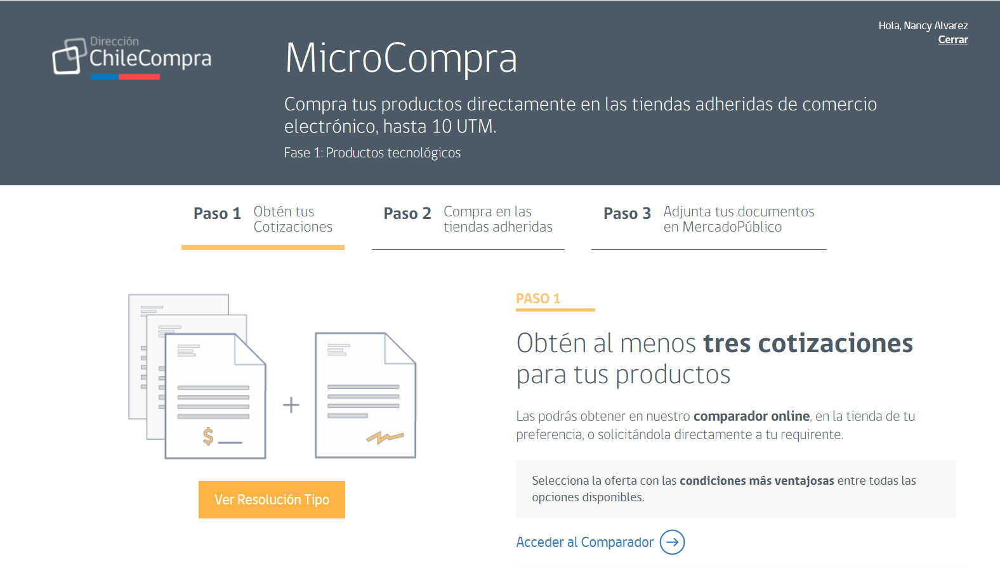 Hola, Nancy Alvarez
Cerrar
Dirección
ChileCompra
MicroCompra
Compra tus productos directamente en las tiendas adheridas de comercio
electrónico, hasta 10 UTM.
Fase 1: Productos tecnológicos
Paso 1
Obtén tus
Cotizaciones
Paso 2
Compra en las
tiendas adheridas
Paso 3
Adjunta tus documentos
en MercadoPúblico
$
PASO 1
Obtén al menos tres cotizaciones
para tus productos
Las podrás obtener en nuestro comparador online, en la tienda de tu
preferencia, o solicitándola directamente a tu requirente.
Selecciona la oferta con las condiciones más ventajosas entre todas las
opciones disponibles.
Ver Resolución Tipo
Acceder al Comparador